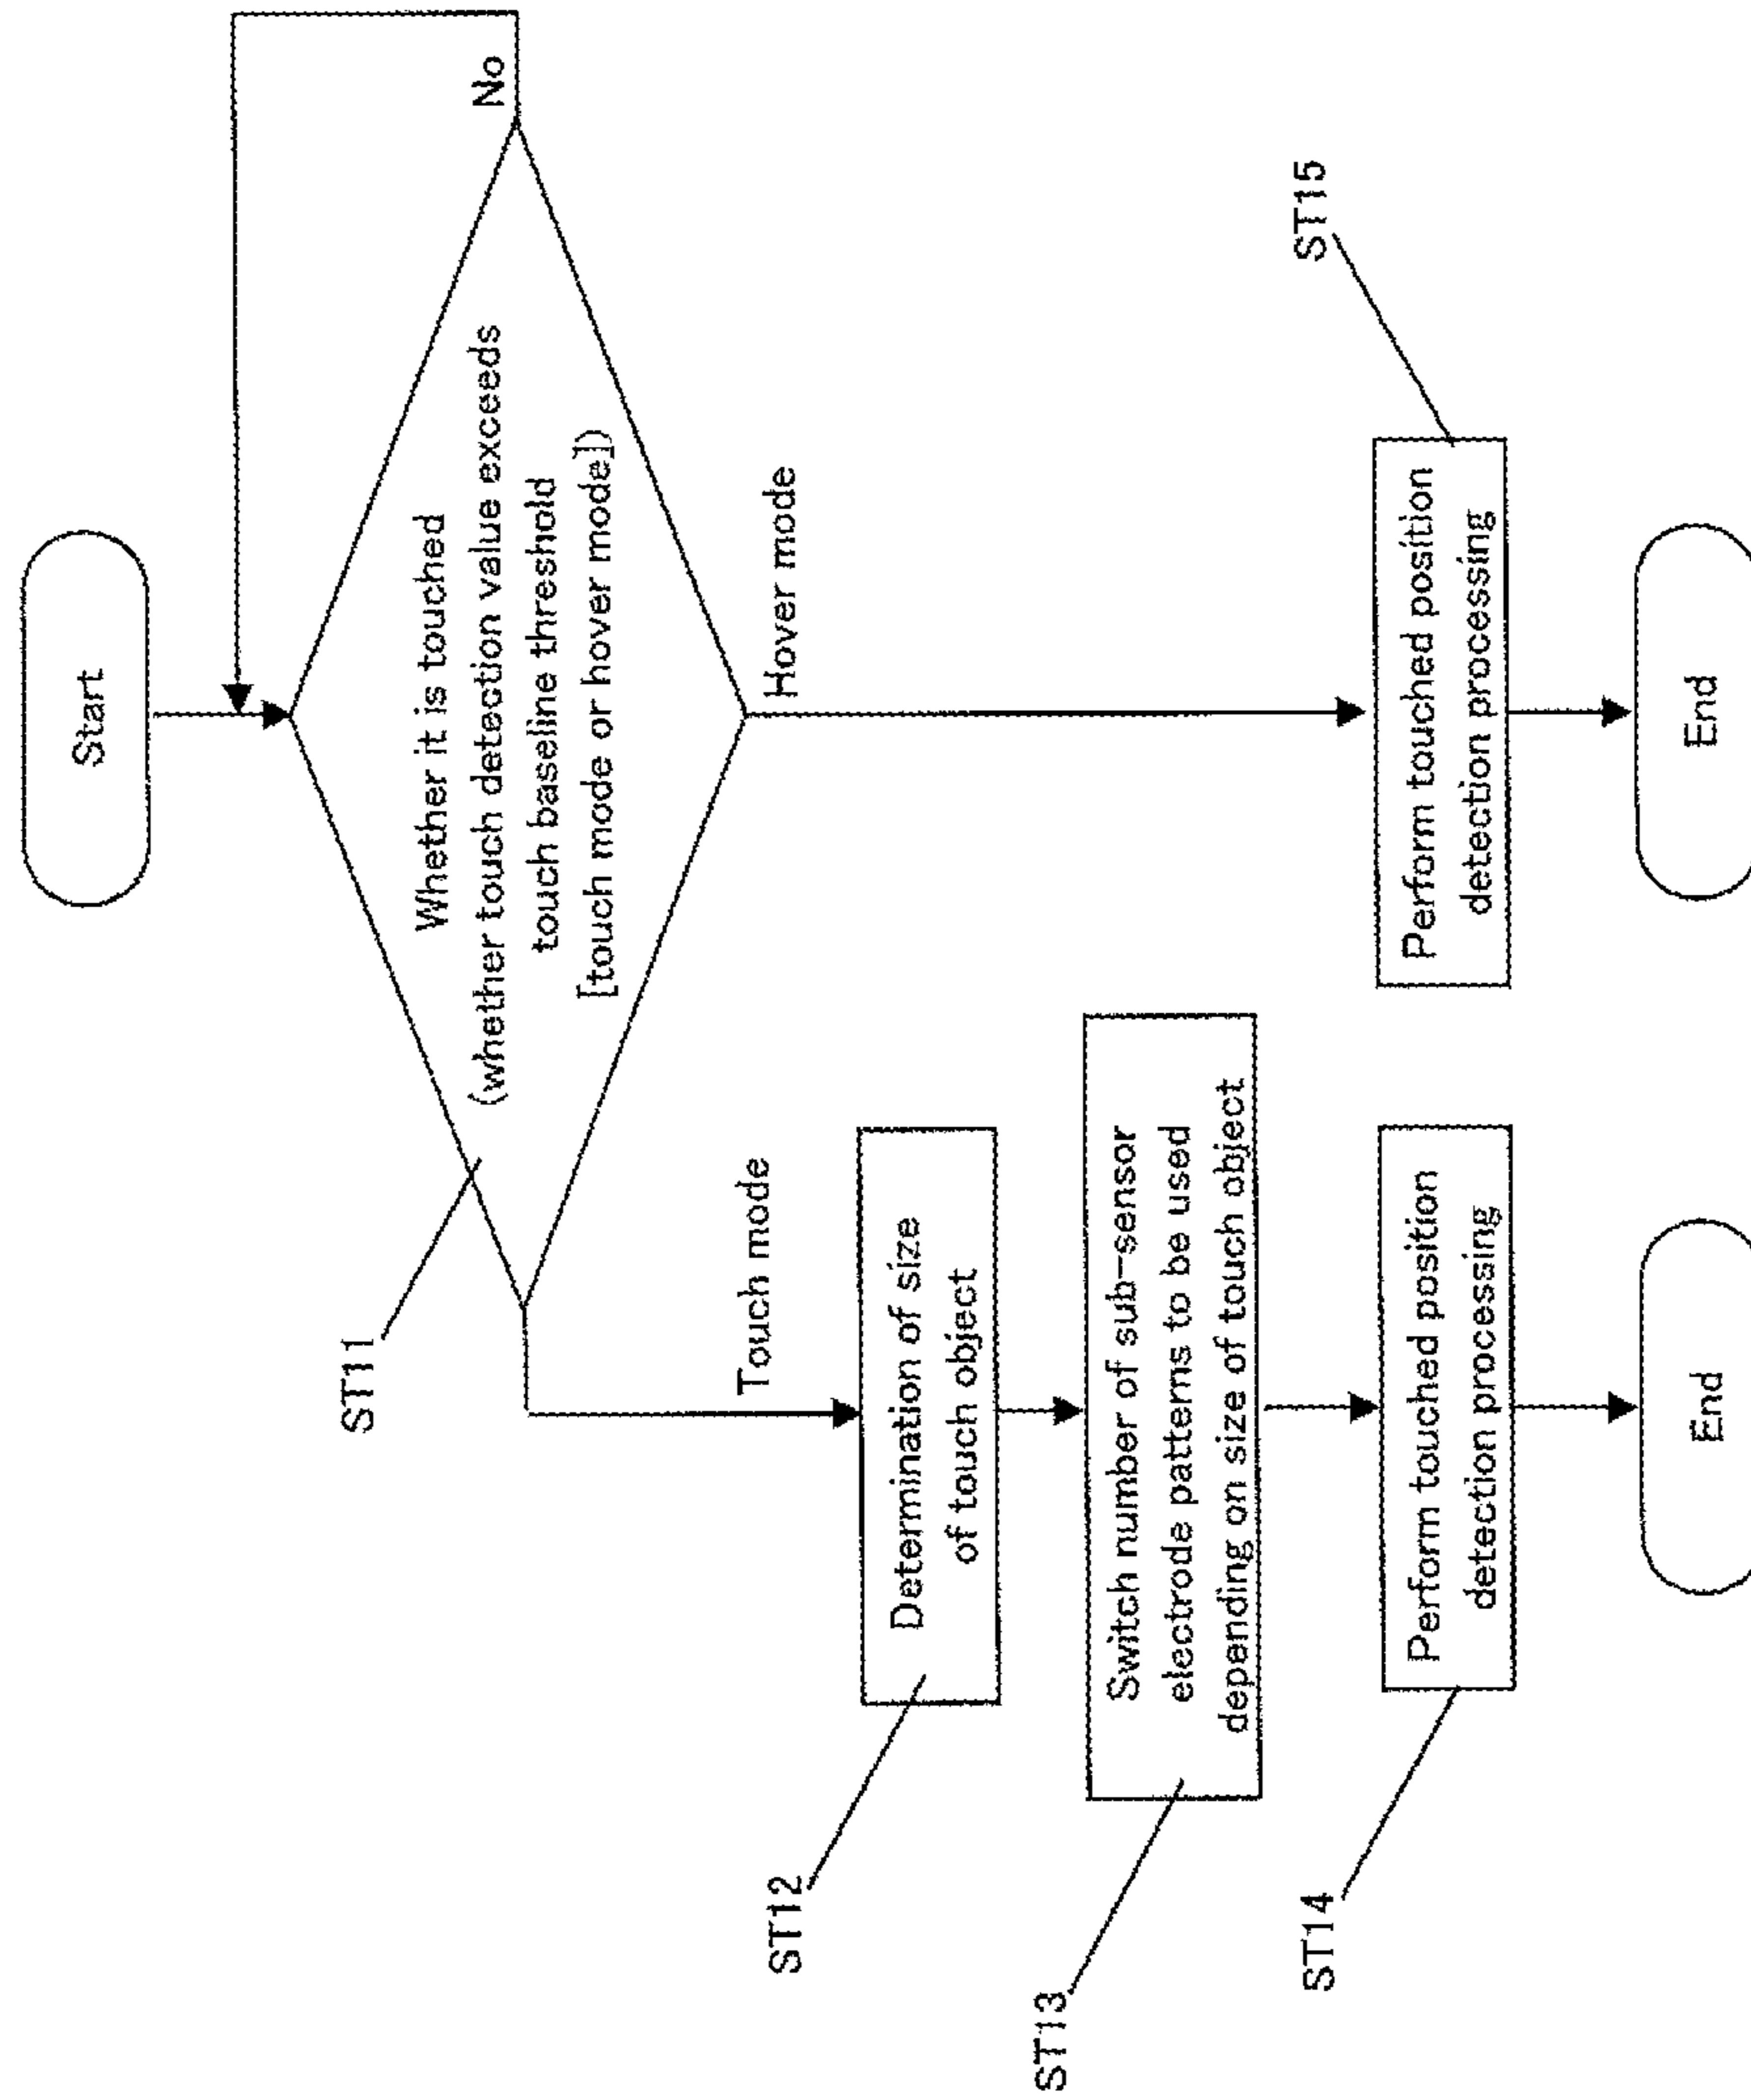 Start
No
ST11
Whether it is touched
(whether touch detection value exceeds
touch baseline threshold
[touch mode or hover mode])
Touch mode
Hover mode
ST12
Determination of size
of touch object
ST13
Switch number of sub-sensor
electrode patterns to be used
depending on size of touch object
ST14
Perform touched position
detection processing
End
ST15
Perform touched position
detection processing
End